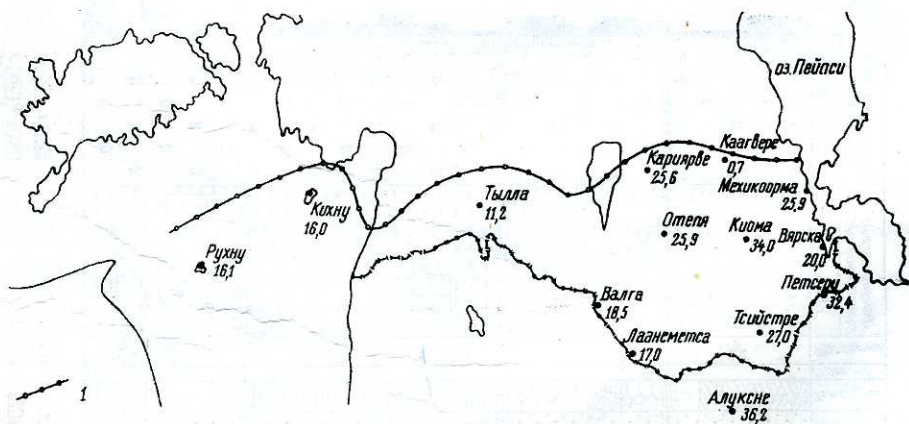 оз. Пейпси
Каагвере
0,7
Кариярве
25,6
Мехикоорма
25,9
Кихну
16,0
Тылла
11,2
Отепя
25,9
Киома
34,0
Вярска
20,0
Рухну
16,1
Петсери
32,4
Валга
18,5
Тсийстре
27,0
Лаанеметса
17,0
1
Алуксне
36,2